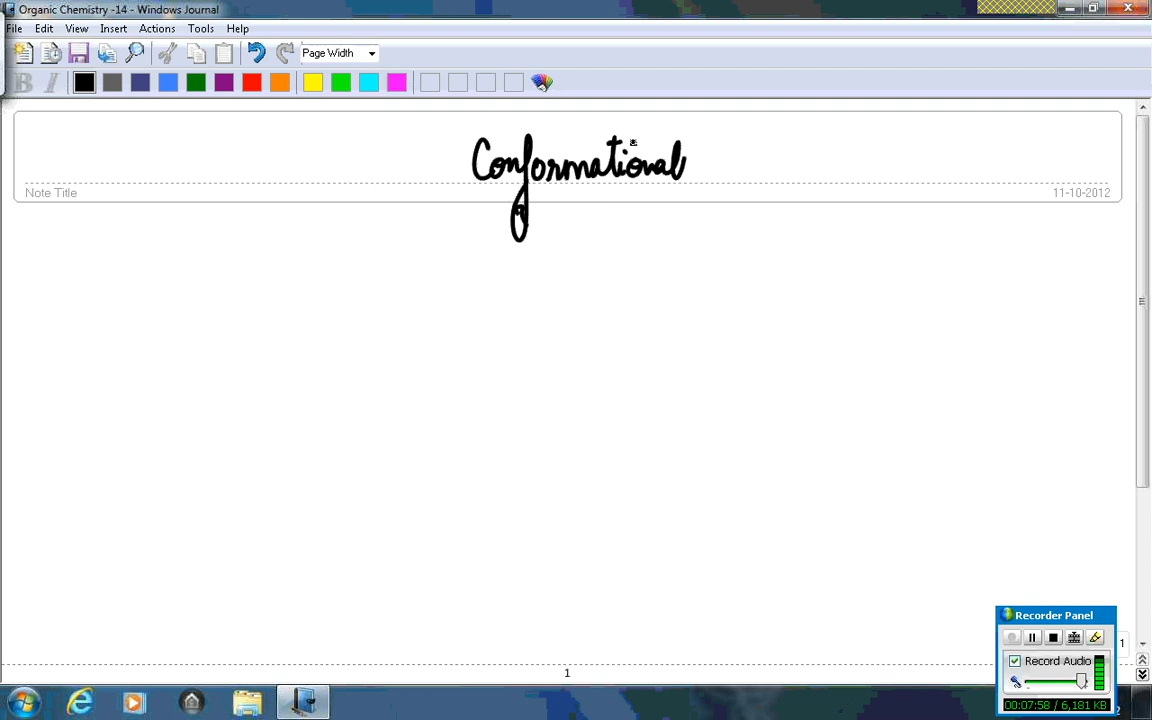 Organic Chemistry -14 - Windows Journal
File Edit View Insert Actions Tools Help
Page Width
B I
Conformational
Note Title
11-10-2012
Recorder Panel
1
Record Audio
1
00:07:58 / 6,181 KB